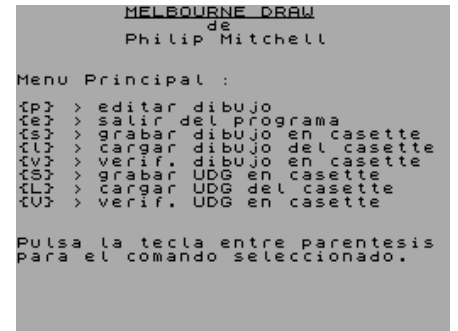 MELBOURNE DRAW
de
Philip Mitchell
Menu Principal :
{p} > editar dibujo
{e} > salir del programa
{s} > grabar dibujo en casette
{l} > cargar dibujo del casette
{v} > verif. dibujo en casette
{S} > grabar UDG en casette
{L} > cargar UDG del casette
{V} > verif. UDG en casette
Pulsa la tecla entre parentesis
para el comando seleccionado.